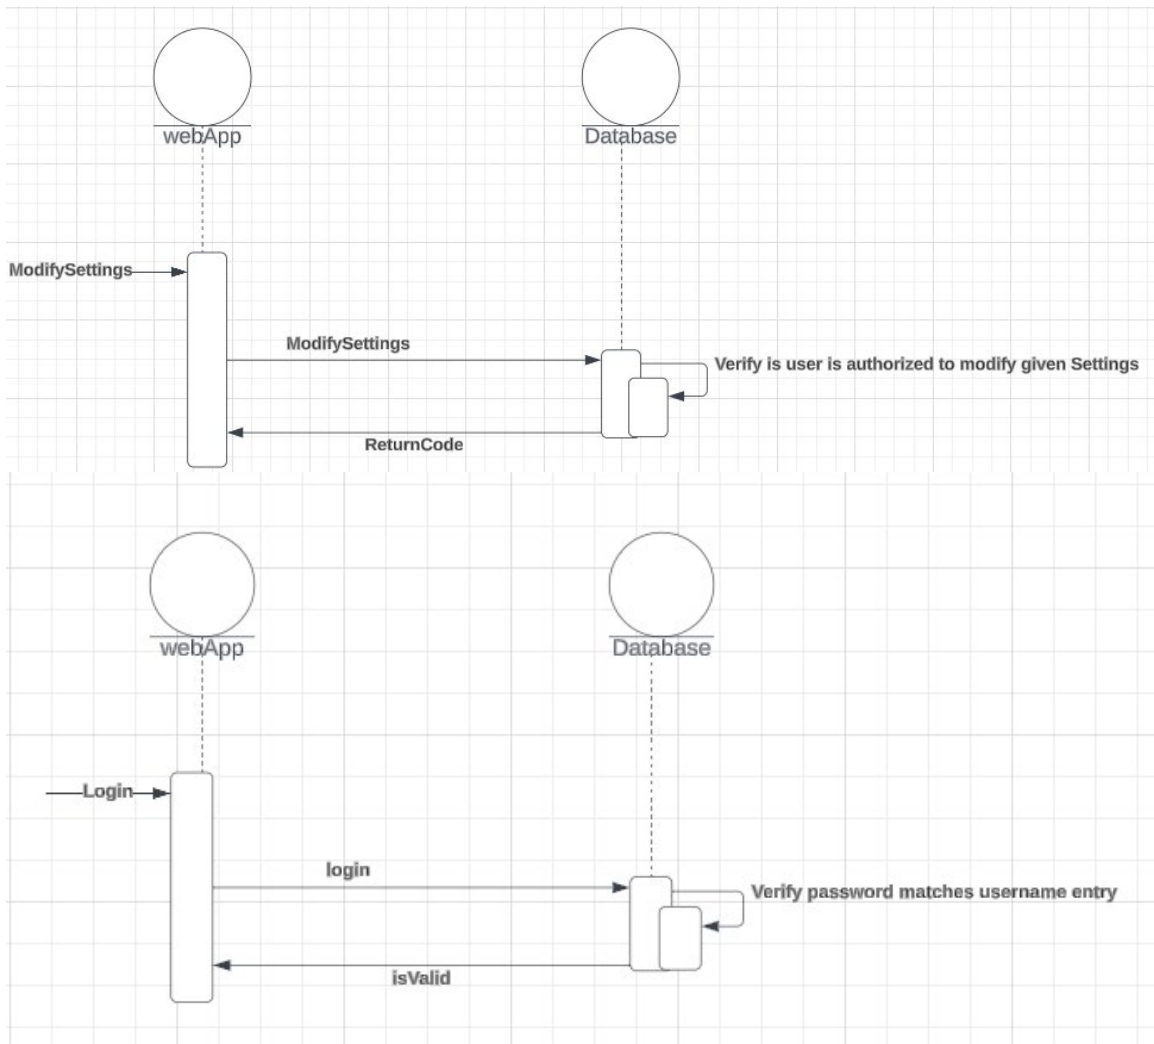 webApp
Database
ModifySettings
ModifySettings
Verify is user is authorized to modify given Settings
ReturnCode
webApp
Database
Login
login
Verify password matches username entry
isValid